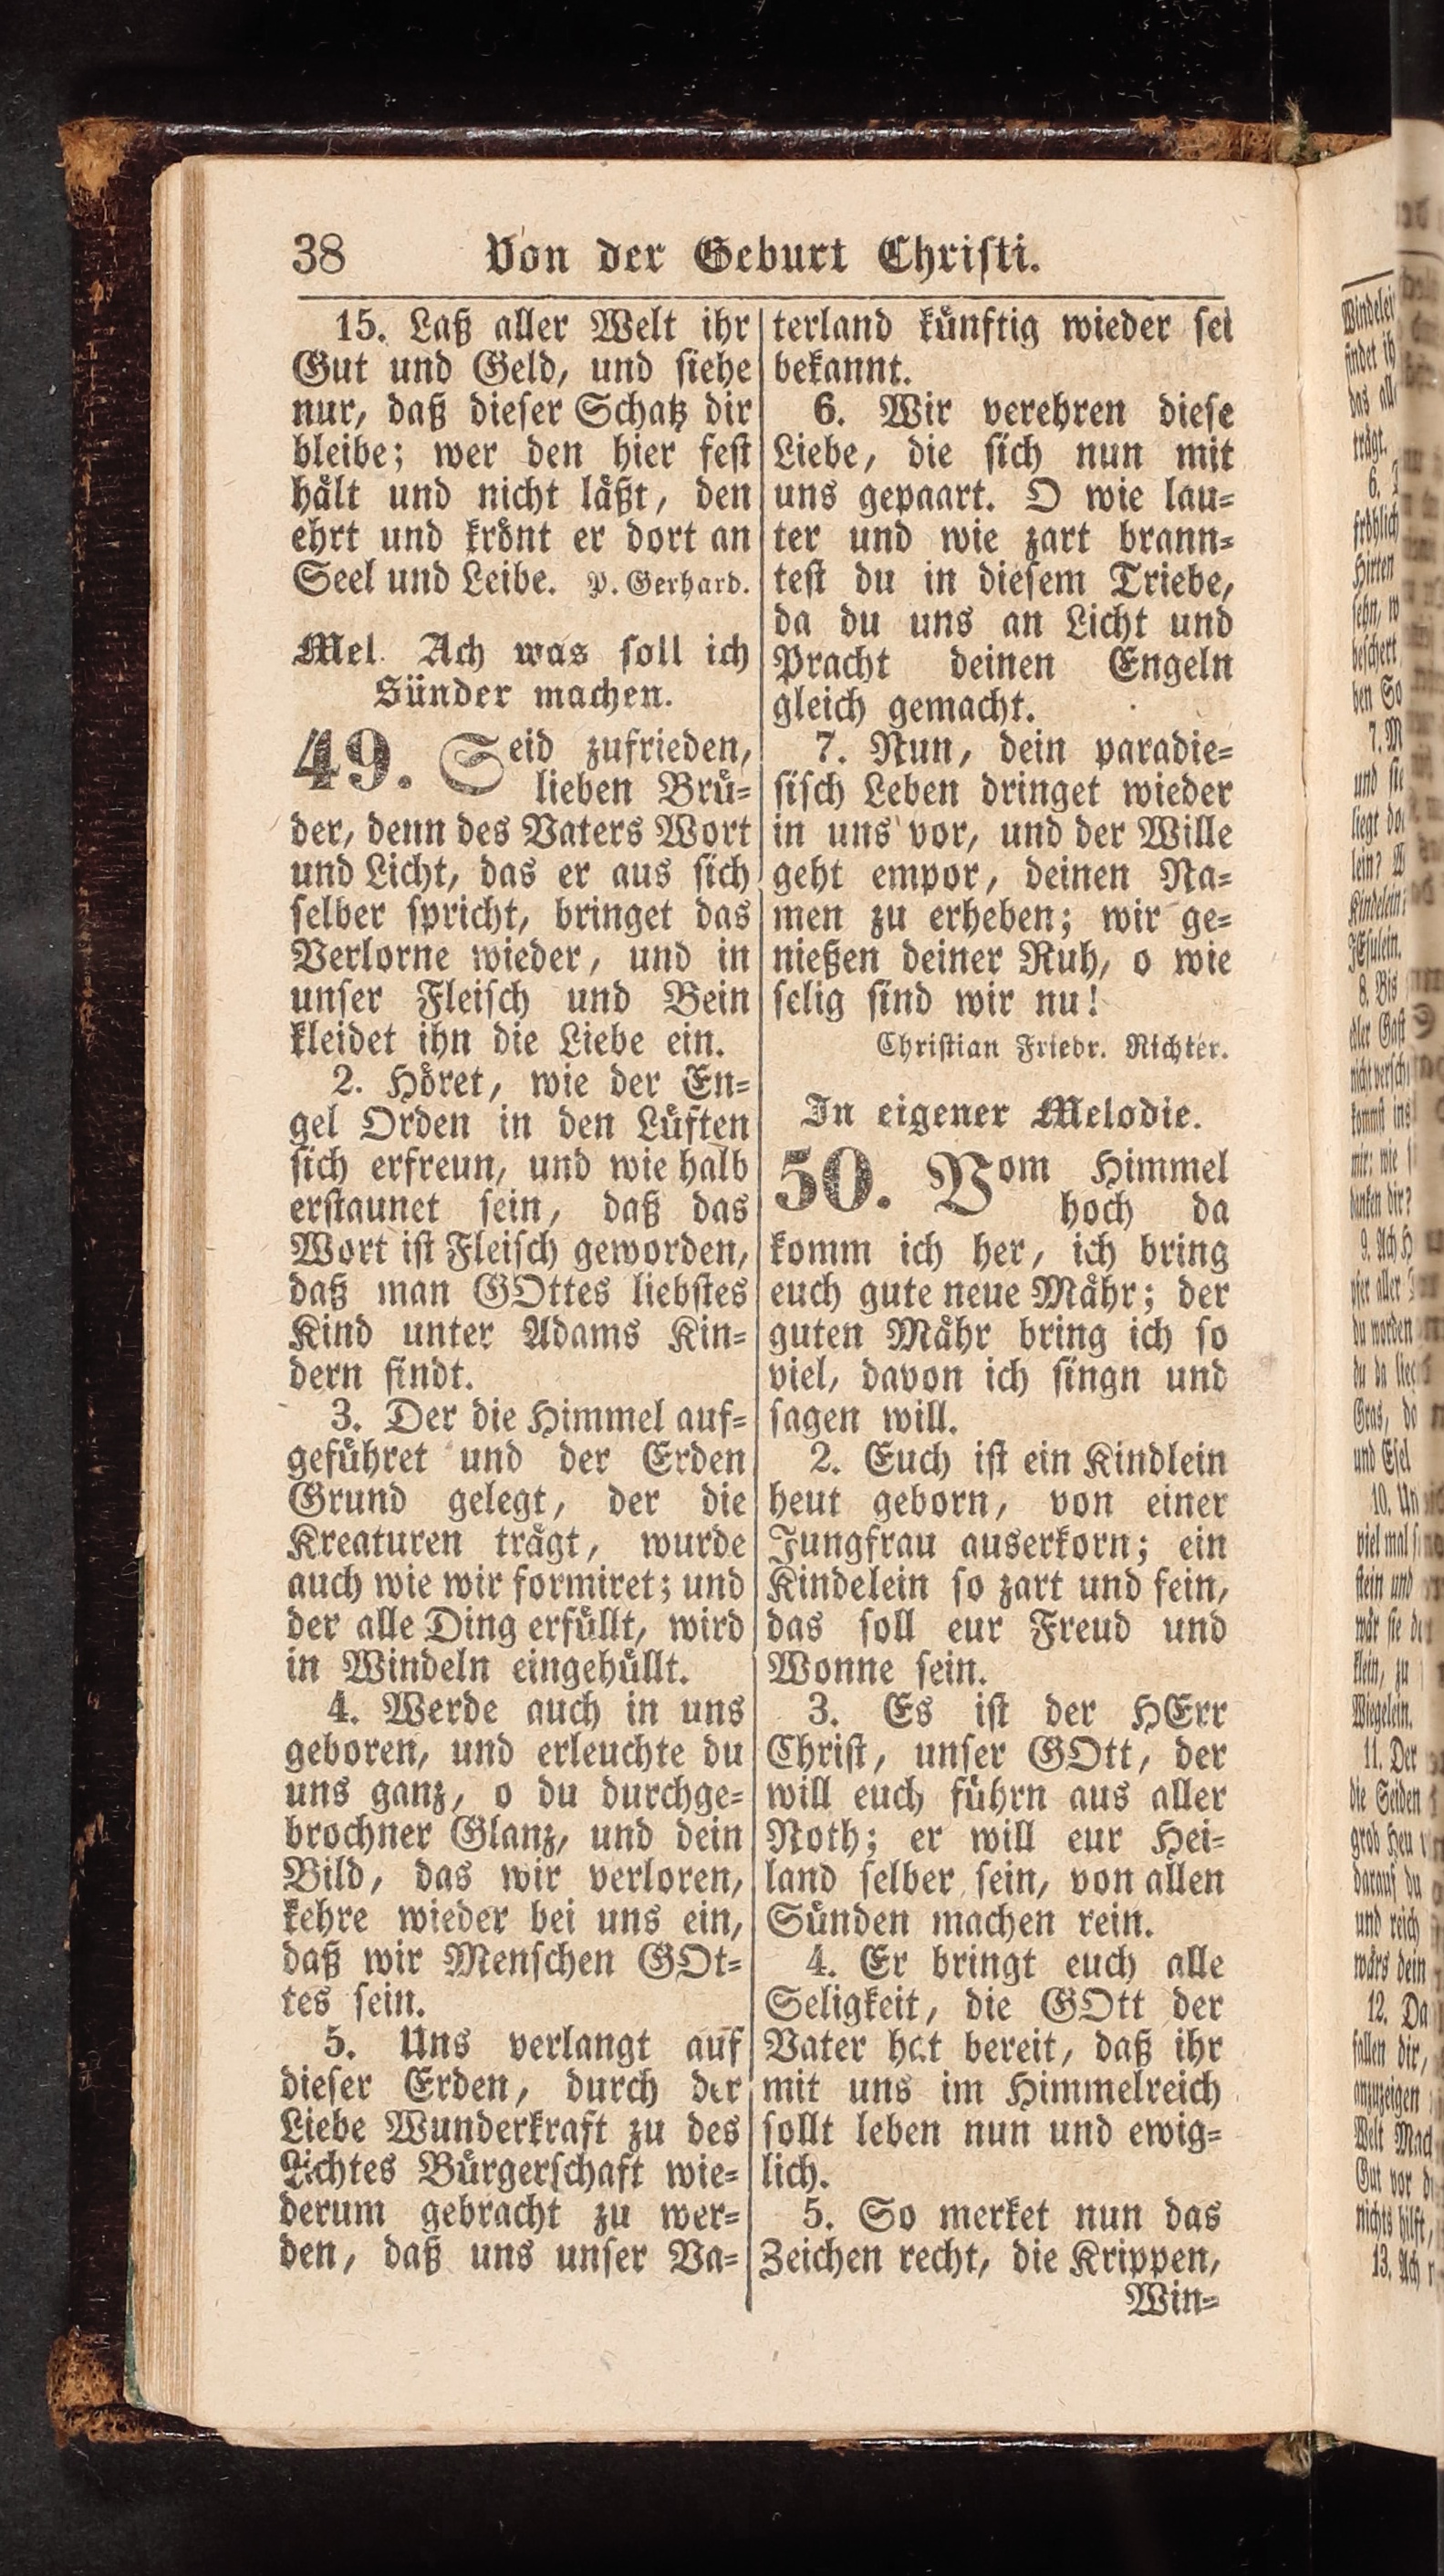 38 Von der Geburt Christi.
15. Laß aller Welt ihr
Gut und Geld, und siehe
nur, daß dieser Schatz dir
bleibe; wer den hier fest
hält und nicht läßt, den
ehrt und krönt er dort an
Seel und Leibe. P. Gerhard.
Mel. Ach was soll ich
Sünder machen.
49. Seid zufrieden,
lieben Brü-
der, denn des Vaters Wort
und Licht, das er aus sich
selber spricht, bringet das
Verlorne wieder, und in
unser Fleisch und Bein
kleidet ihn die Liebe ein.
2. Höret, wie der En-
gel Orden in den Lüften
sich erfreun, und wie halb
erstaunet sein, daß das
Wort ist Fleisch geworden,
daß man GOttes liebstes
Kind unter Adams Kin-
dern findt.
3. Der die Himmel auf-
geführet und der Erden
Grund gelegt, der die
Kreaturen trägt, wurde
auch wie wir formiret; und
der alle Ding erfüllt, wird
in Windeln eingehüllt.
4. Werde auch in uns
geboren, und erleuchte du
uns ganz, o du durchge-
brochner Glanz, und dein
Bild, das wir verloren,
kehre wieder bei uns ein,
daß wir Menschen GOt-
tes sein.
5. Uns verlangt auf
dieser Erden, durch der
Liebe Wunderkraft zu des
Lichtes Bürgerschaft wie-
derum gebracht zu wer-
den, daß uns unser Va-
terland künftig wieder sei
bekannt.
6. Wir verehren diese
Liebe, die sich nun mit
uns gepaart. O wie lau-
ter und wie zart brann-
test du in diesem Triebe,
da du uns an Licht und
Pracht deinen Engeln
gleich gemacht.
7. Nun, dein paradie-
sisch Leben dringet wieder
in uns vor, und der Wille
geht empor, deinen Na-
men zu erheben; wir ge-
nießen deiner Ruh, o wie
selig sind wir nu!
Christian Friedr. Richter.
In eigener Melodie.
50. Vom Himmel
hoch da
komm ich her, ich bring
euch gute neue Mähr; der
guten Mähr bring ich so
viel, davon ich singn und
sagen will.
2. Euch ist ein Kindlein
heut geborn, von einer
Jungfrau auserkorn; ein
Kindelein so zart und fein,
das soll eur Freud und
Wonne sein.
3. Es ist der HErr
Christ, unser GOtt, der
will euch führn aus aller
Noth; er will eur Hei-
land selber sein, von allen
Sünden machen rein.
4. Er bringt euch alle
Seligkeit, die GOtt der
Vater hat bereit, daß ihr
mit uns im Himmelreich
sollt leben nun und ewig-
lich.
5. So merket nun das
Zeichen recht, die Krippen,
Win-